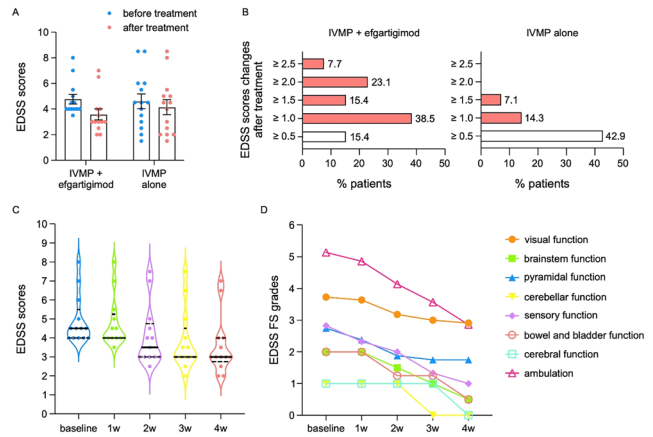 A
before treatment
after treatment
EDSS scores
10
8
6
4
2
0
IVMP +
efgartigimod
IVMP
alone
B
IVMP + efgartigimod
IVMP alone
EDSS scores changes
after treatment
≥ 2.5
≥ 2.0
≥ 1.5
≥ 1.0
≥ 0.5
7.7
23.1
15.4
38.5
15.4
0 10 20 30 40 50
% patients
≥ 2.5
≥ 2.0
≥ 1.5
≥ 1.0
≥ 0.5
7.1
14.3
42.9
0 10 20 30 40 50
% patients
C
EDSS scores
10
9
8
7
6
5
4
3
2
1
0
baseline 1w 2w 3w 4w
D
EDSS FS grades
6
5
4
3
2
1
0
baseline 1w 2w 3w 4w
visual function
brainstem function
pyramidal function
cerebellar function
sensory function
bowel and bladder function
cerebral function
ambulation